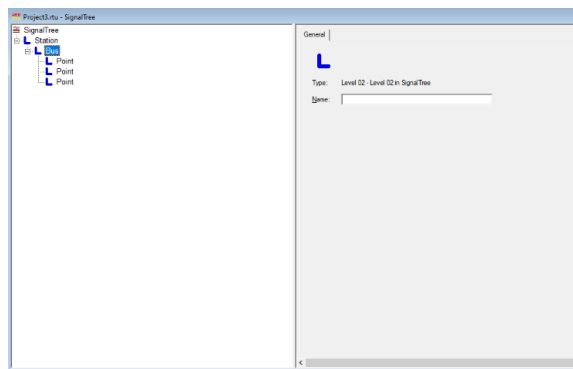 Project3.rtu - SignalTree
SignalTree
Station
Bus
Point
Point
Point
General
Type: Level 02 - Level 02 in SignalTree
Name: